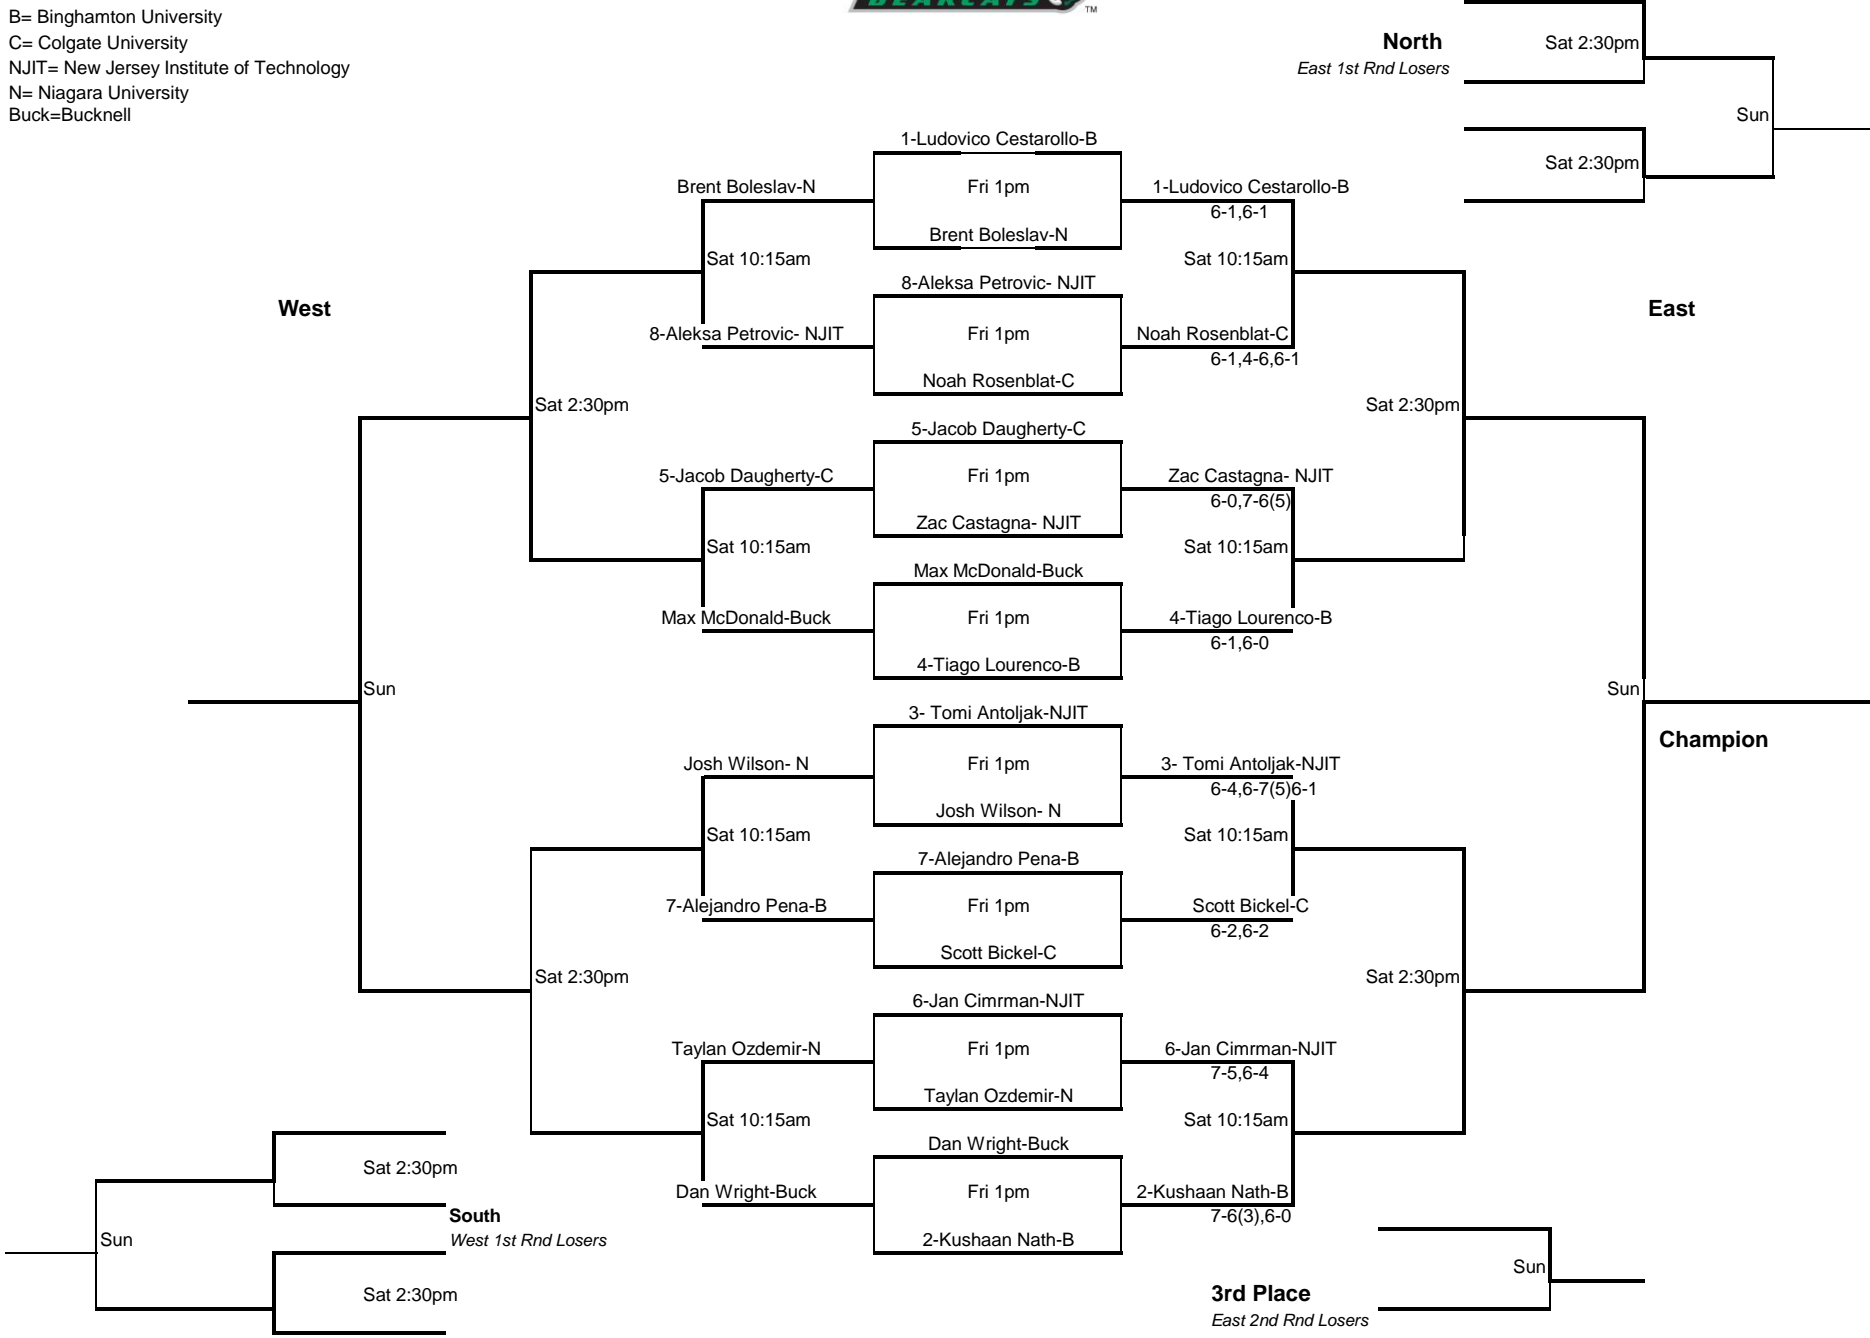 B= Binghamton University
C= Colgate University
NJIT= New Jersey Institute of Technology
N= Niagara University
Buck=Bucknell
BEARCATS
TM
North
East 1st Rnd Losers
Sat 2:30pm
Sun
Sat 2:30pm
1-Ludovico Cestarollo-B
Brent Boleslav-N
Fri 1pm
1-Ludovico Cestarollo-B
6-1,6-1
Brent Boleslav-N
Sat 10:15am
Sat 10:15am
8-Aleksa Petrovic- NJIT
West
East
8-Aleksa Petrovic- NJIT
Fri 1pm
Noah Rosenblat-C
6-1,4-6,6-1
Noah Rosenblat-C
Sat 2:30pm
Sat 2:30pm
5-Jacob Daugherty-C
5-Jacob Daugherty-C
Fri 1pm
Zac Castagna- NJIT
6-0,7-6(5)
Zac Castagna- NJIT
Sat 10:15am
Sat 10:15am
Max McDonald-Buck
Max McDonald-Buck
Fri 1pm
4-Tiago Lourenco-B
6-1,6-0
4-Tiago Lourenco-B
Sun
Sun
3- Tomi Antoljak-NJIT
Champion
Josh Wilson- N
Fri 1pm
3- Tomi Antoljak-NJIT
6-4,6-7(5)6-1
Josh Wilson- N
Sat 10:15am
Sat 10:15am
7-Alejandro Pena-B
7-Alejandro Pena-B
Fri 1pm
Scott Bickel-C
6-2,6-2
Scott Bickel-C
Sat 2:30pm
Sat 2:30pm
6-Jan Cimrman-NJIT
Taylan Ozdemir-N
Fri 1pm
6-Jan Cimrman-NJIT
7-5,6-4
Taylan Ozdemir-N
Sat 10:15am
Sat 10:15am
Dan Wright-Buck
Sat 2:30pm
Dan Wright-Buck
Fri 1pm
2-Kushaan Nath-B
7-6(3),6-0
South
West 1st Rnd Losers
Sun
2-Kushaan Nath-B
Sun
Sat 2:30pm
3rd Place
East 2nd Rnd Losers